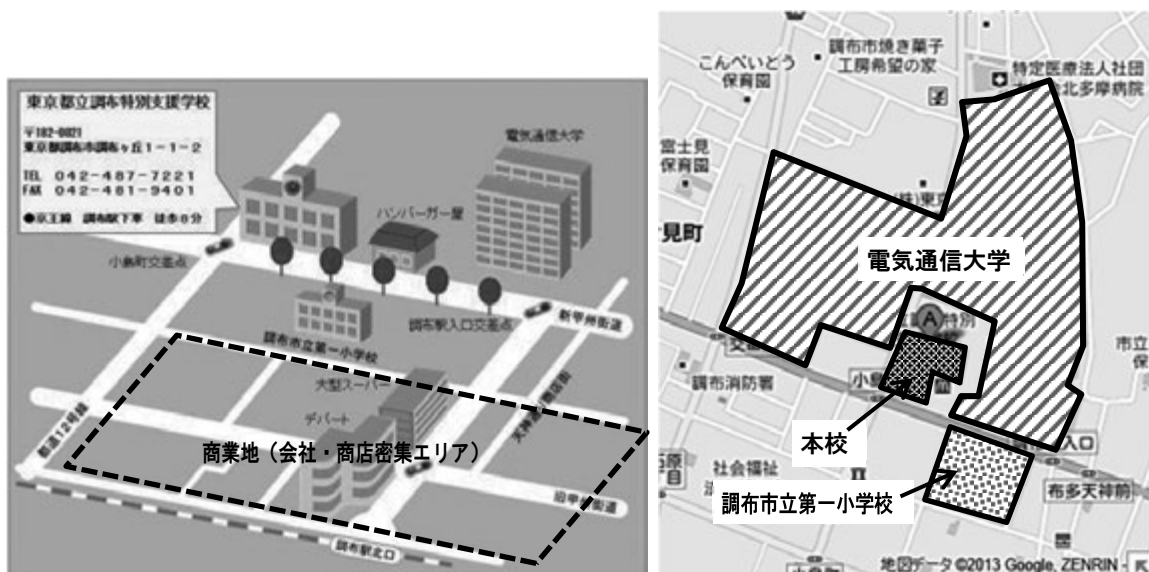 東京都立調布特別支援学校
〒182-0021
東京都調布市調布ヶ丘1-1-2
TEL 042-487-7221
FAX 042-481-9401
●京王線 調布駅下車 徒歩8分
電気通信大学
ハンバーガー屋
小島町交差点
調布駅入口交差点
新甲州街道
調布市立第一小学校
大型スーパー
デパート
都道12号線
商業地（会社・商店密集エリア）
旧甲州街道
調布駅北口
調布市焼き菓子
工房希望の家
こんぺいとう
保育園
特定医療法人社団
北多摩病院
富士見
保育園
見町
電気通信大学
A
特別
調布消防署
小島
本校
入口
市立
社会福祉
調布市立第一小学校
布多天神前
地図データ ©2013 Google, ZENRIN -